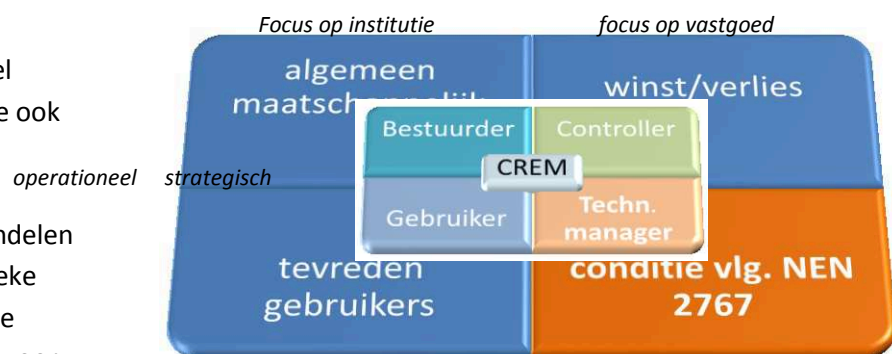 Focus op institutie focus op vastgoed
el
e ook
operationeel strategisch
ndelen
eke
e
algemeen
winst/verlies
Bestuurder Controller
CREM
Gebruiker Techn.
manager
tevreden conditie vlg. NEN
gebruikers 2767